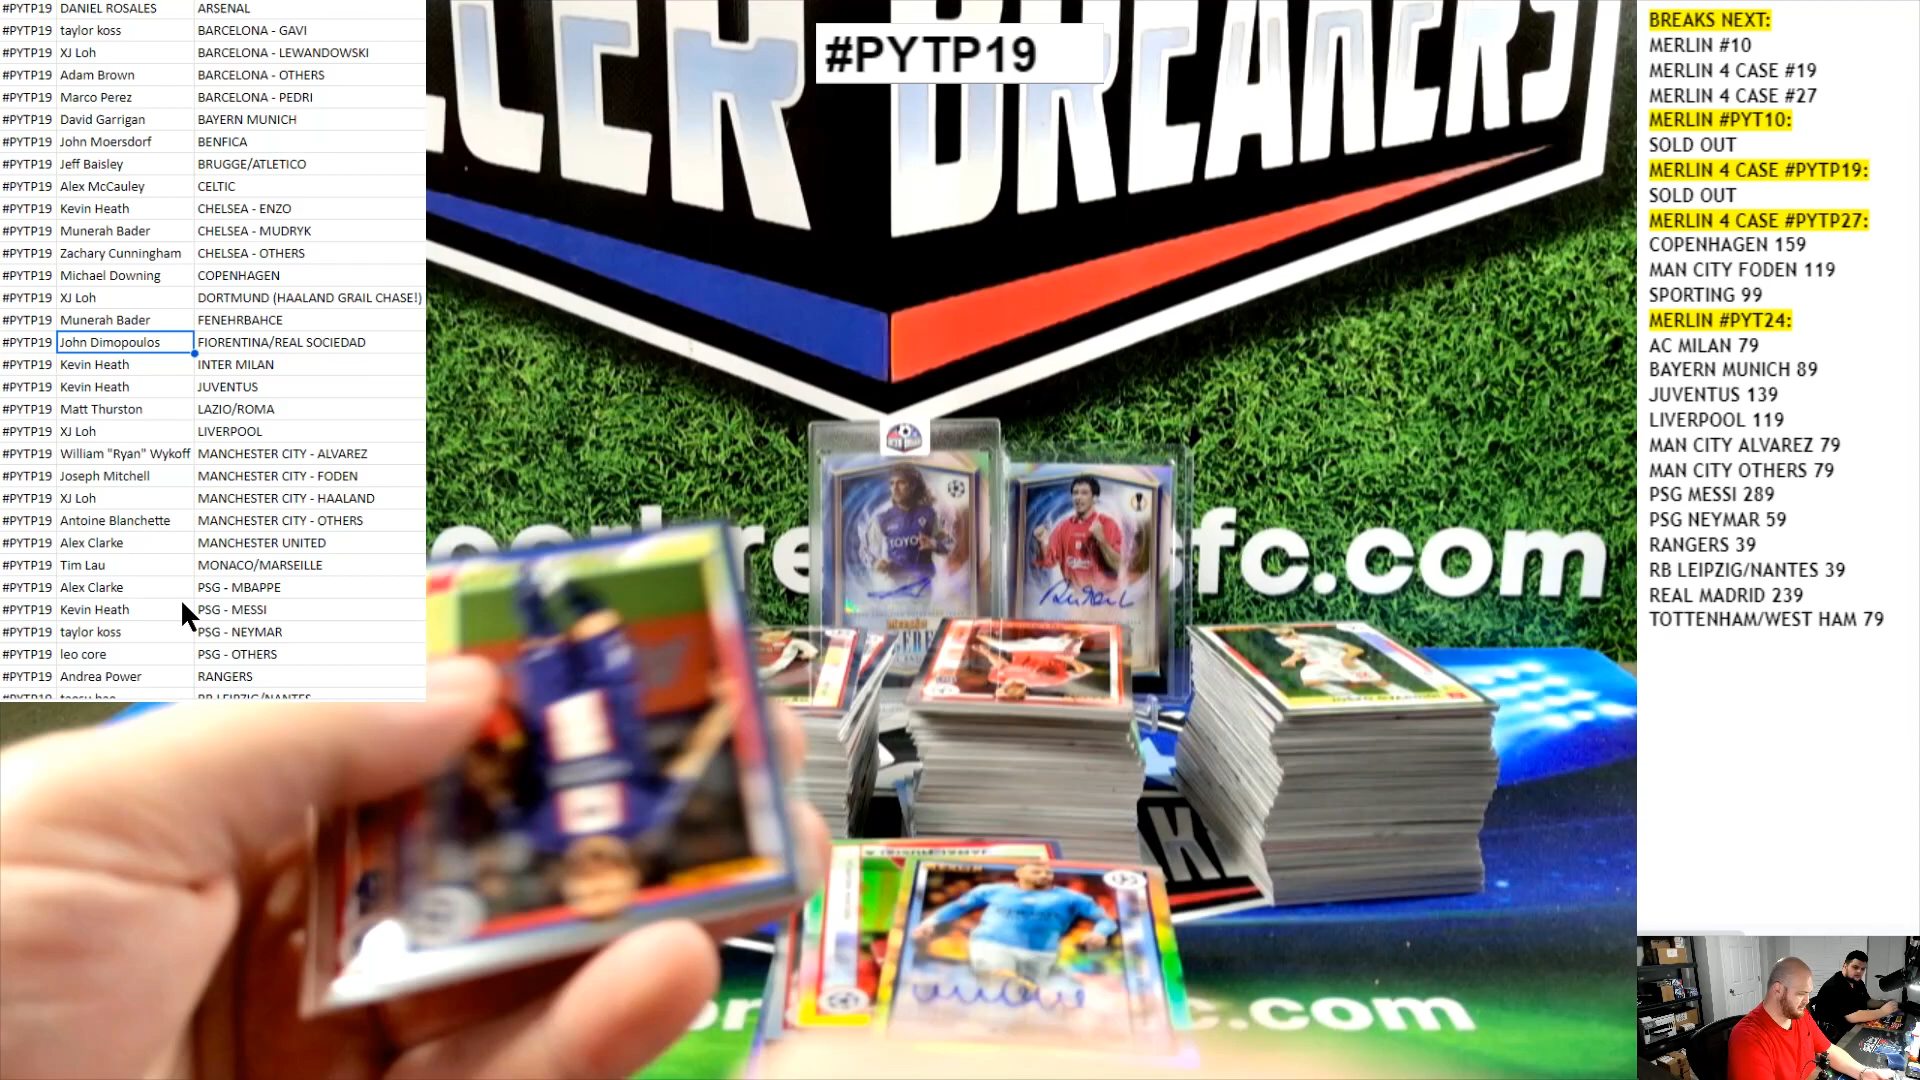 #PYTP19 DANIEL ROSALES ARSENAL
#PYTP19 taylor koss BARCELONA - GAVI
#PYTP19 XJ Loh BARCELONA - LEWANDOWSKI
#PYTP19 Adam Brown BARCELONA - OTHERS
#PYTP19 Marco Perez BARCELONA - PEDRI
#PYTP19 David Garrigan BAYERN MUNICH
#PYTP19 John Moersdorf BENFICA
#PYTP19 Jeff Baisley BRUGGE/ATLETICO
#PYTP19 Alex McCauley CELTIC
#PYTP19 Kevin Heath CHELSEA - ENZO
#PYTP19 Munerah Bader CHELSEA - MUDRYK
#PYTP19 Zachary Cunningham CHELSEA - OTHERS
#PYTP19 Michael Downing COPENHAGEN
#PYTP19 XJ Loh DORTMUND (HAALAND GRAIL CHASE!)
#PYTP19 Munerah Bader FENEHRBAHCE
#PYTP19 John Dimopoulos FIORENTINA/REAL SOCIEDAD
#PYTP19 Kevin Heath INTER MILAN
#PYTP19 Kevin Heath JUVENTUS
#PYTP19 Matt Thurston LAZIO/ROMA
#PYTP19 XJ Loh LIVERPOOL
#PYTP19 William "Ryan" Wykoff MANCHESTER CITY - ALVAREZ
#PYTP19 Joseph Mitchell MANCHESTER CITY - FODEN
#PYTP19 XJ Loh MANCHESTER CITY - HAALAND
#PYTP19 Antoine Blanchette MANCHESTER CITY - OTHERS
#PYTP19 Alex Clarke MANCHESTER UNITED
#PYTP19 Tim Lau MONACO/MARSEILLE
#PYTP19 Alex Clarke PSG - MBAPPE
#PYTP19 Kevin Heath PSG - MESSI
#PYTP19 taylor koss PSG - NEYMAR
#PYTP19 leo core PSG - OTHERS
#PYTP19 Andrea Power RANGERS
#PYTP19
#PYTP19
BREAKERS
fc.com
TOYO
.com
BREAKS NEXT:
MERLIN #10
MERLIN 4 CASE #19
MERLIN 4 CASE #27
MERLIN #PYT10:
SOLD OUT
MERLIN 4 CASE #PYTP19:
SOLD OUT
MERLIN 4 CASE #PYTP27:
COPENHAGEN 159
MAN CITY FODEN 119
SPORTING 99
MERLIN #PYT24:
AC MILAN 79
BAYERN MUNICH 89
JUVENTUS 139
LIVERPOOL 119
MAN CITY ALVAREZ 79
MAN CITY OTHERS 79
PSG MESSI 289
PSG NEYMAR 59
RANGERS 39
RB LEIPZIG/NANTES 39
REAL MADRID 239
TOTTENHAM/WEST HAM 79